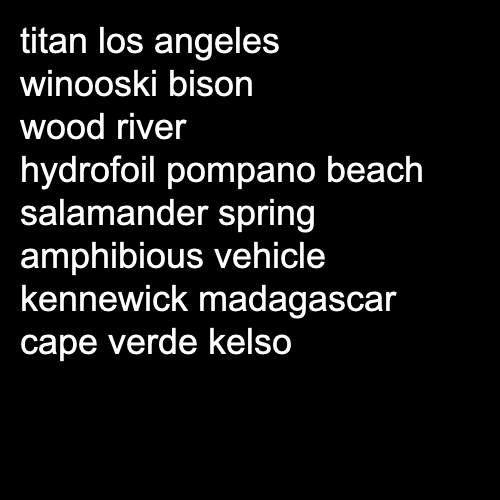 titan los angeles
winooski bison
wood river
hydrofoil pompano beach
salamander spring
amphibious vehicle
kennewick madagascar
cape verde kelso